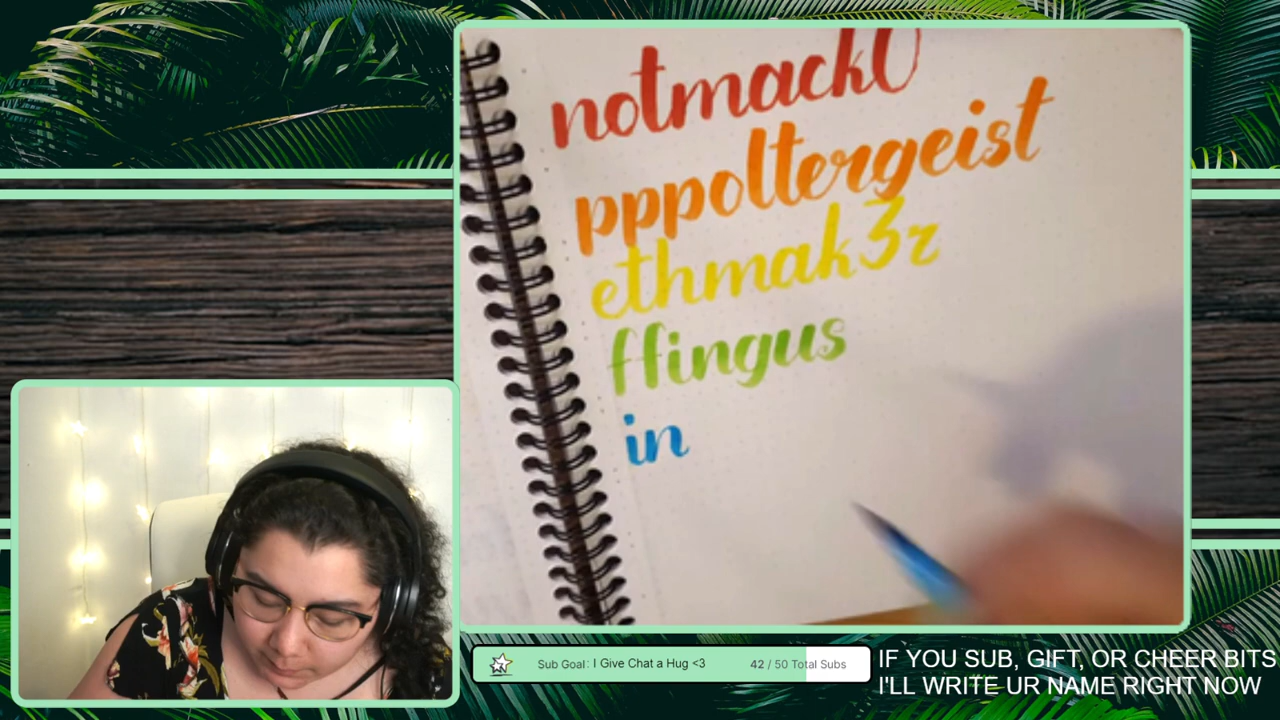 notmack0
pppoltergeist
ethmak3r
ffingus
in
Sub Goal: I Give Chat a Hug <3
42 / 50 Total Subs
IF YOU SUB, GIFT, OR CHEER BITS
I'LL WRITE UR NAME RIGHT NOW